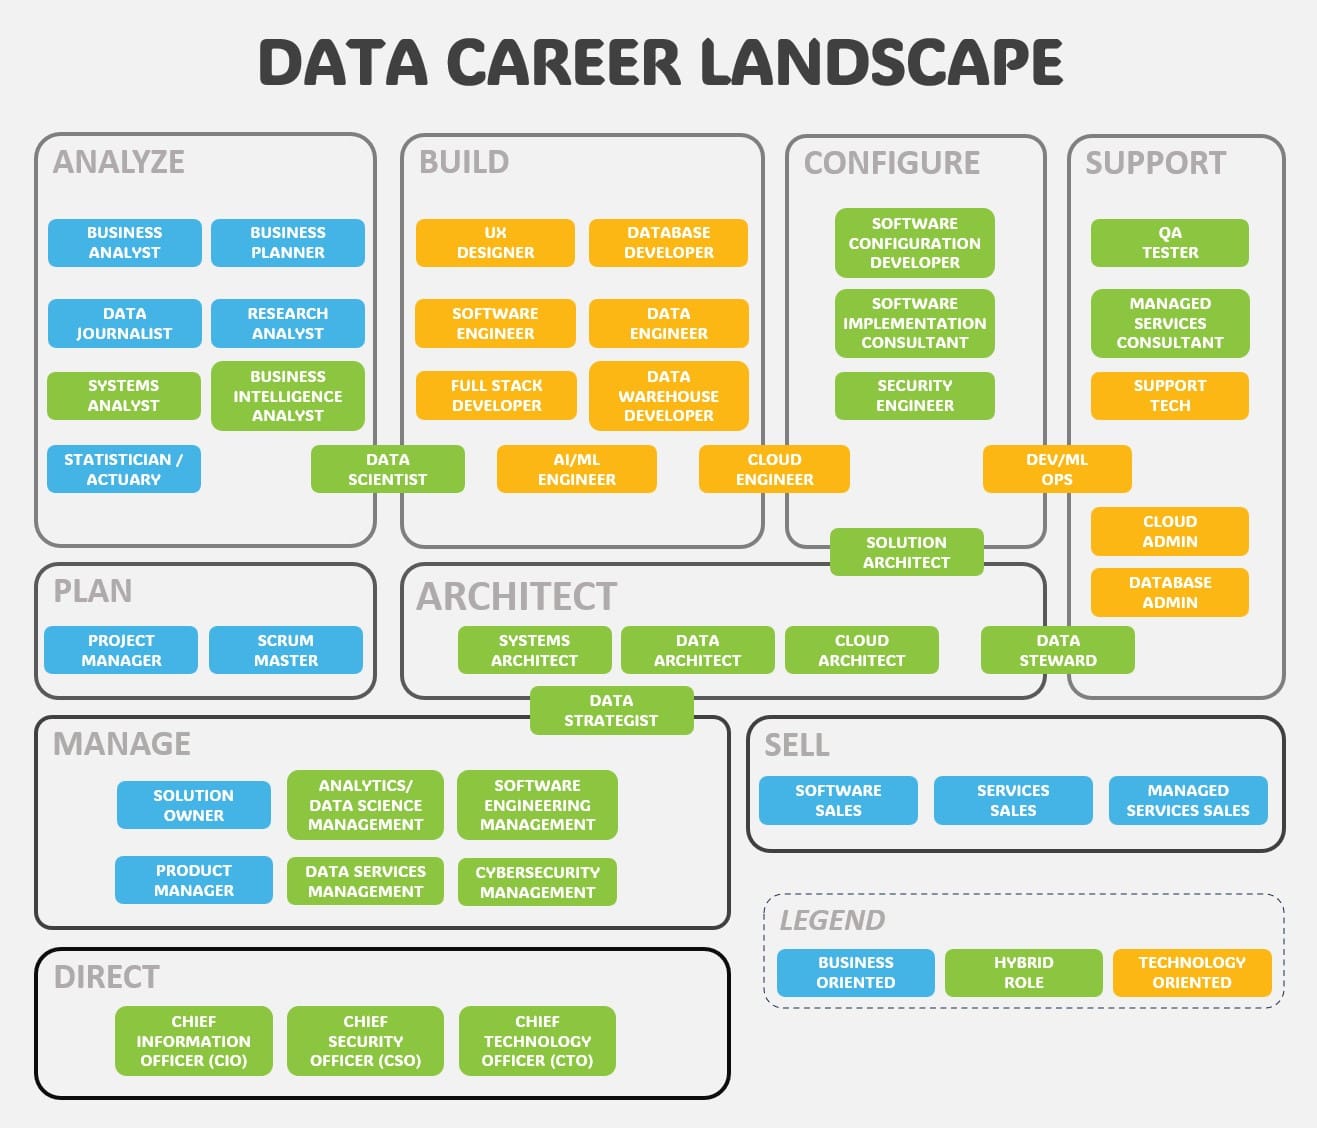 DATA CAREER LANDSCAPE
ANALYZE
BUSINESS
ANALYST
BUSINESS
PLANNER
DATA
JOURNALIST
RESEARCH
ANALYST
SYSTEMS
ANALYST
BUSINESS
INTELLIGENCE
ANALYST
STATISTICIAN /
ACTUARY
DATA
SCIENTIST
BUILD
UX
DESIGNER
DATABASE
DEVELOPER
SOFTWARE
ENGINEER
DATA
ENGINEER
FULL STACK
DEVELOPER
DATA
WAREHOUSE
DEVELOPER
AI/ML
ENGINEER
CLOUD
ENGINEER
CONFIGURE
SOFTWARE
CONFIGURATION
DEVELOPER
SOFTWARE
IMPLEMENTATION
CONSULTANT
SECURITY
ENGINEER
DEV/ML
OPS
SOLUTION
ARCHITECT
SUPPORT
QA
TESTER
MANAGED
SERVICES
CONSULTANT
SUPPORT
TECH
CLOUD
ADMIN
DATABASE
ADMIN
PLAN
PROJECT
MANAGER
SCRUM
MASTER
ARCHITECT
SYSTEMS
ARCHITECT
DATA
ARCHITECT
CLOUD
ARCHITECT
DATA
STEWARD
DATA
STRATEGIST
MANAGE
SOLUTION
OWNER
ANALYTICS/
DATA SCIENCE
MANAGEMENT
SOFTWARE
ENGINEERING
MANAGEMENT
PRODUCT
MANAGER
DATA SERVICES
MANAGEMENT
CYBERSECURITY
MANAGEMENT
SELL
SOFTWARE
SALES
SERVICES
SALES
MANAGED
SERVICES SALES
LEGEND
BUSINESS
ORIENTED
HYBRID
ROLE
TECHNOLOGY
ORIENTED
DIRECT
CHIEF
INFORMATION
OFFICER (CIO)
CHIEF
SECURITY
OFFICER (CSO)
CHIEF
TECHNOLOGY
OFFICER (CTO)